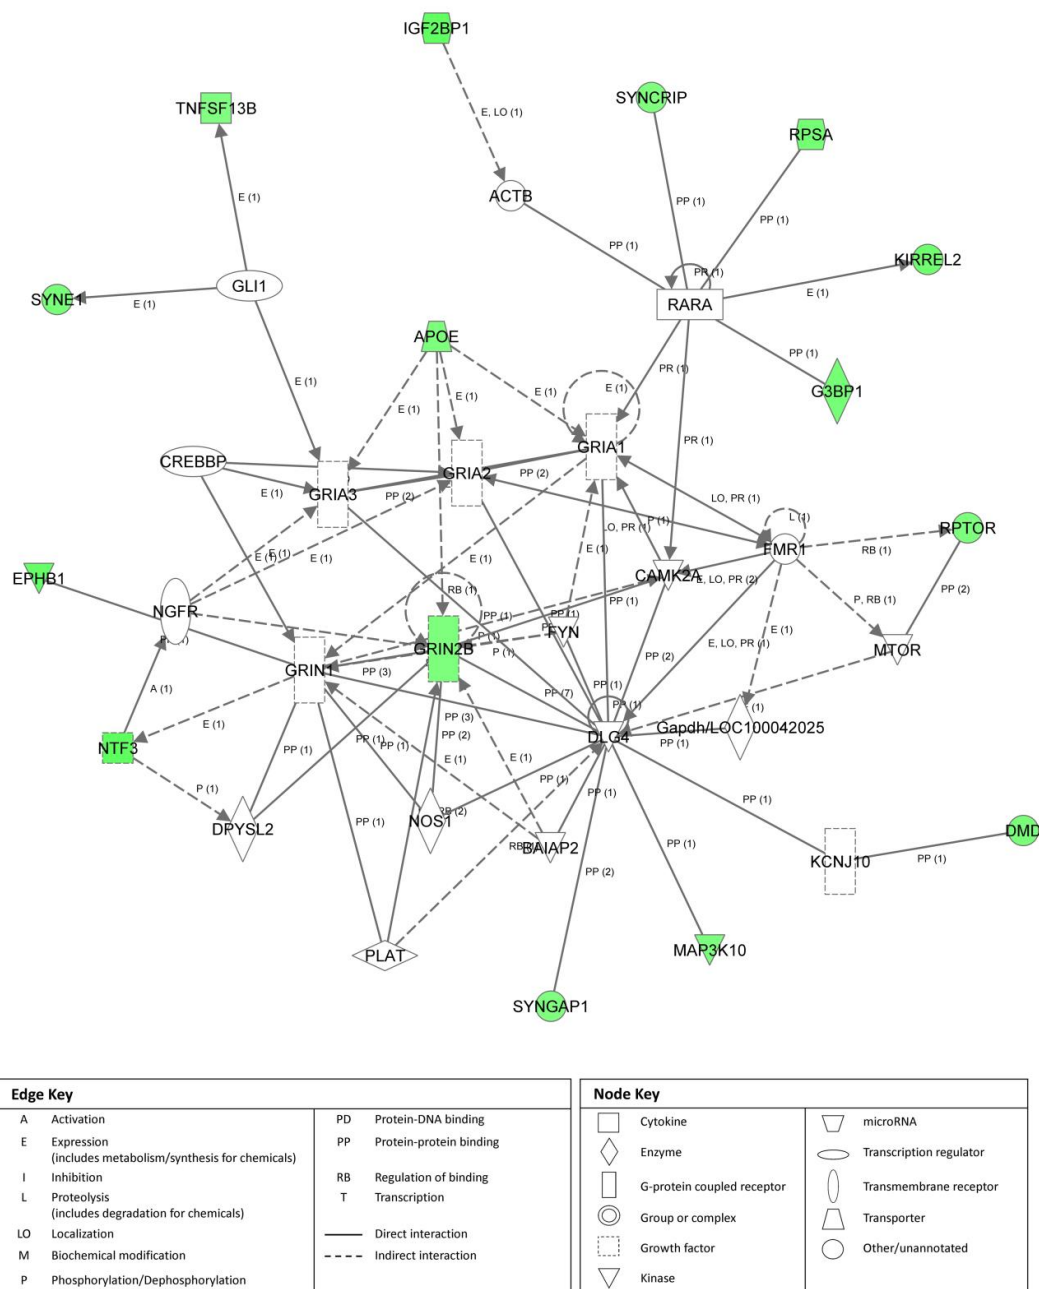 IGF2BP1
SYNCRIP
TNFSF13B
RPSA
E, LO (1)
ACTB
E (1)
PP (1)
PP (1)
PP (1)
KIRREL2
PR (1)
GLI1
E (1)
SYNE1
E (1)
RARA
APOE
PP (1)
PR (1)
E (1)
E (1)
E (1)
E (1)
E (1)
G3BP1
PR (1)
CREBBP
GRIA1
GRIA2
PP (2)
E (1)
GRIA3
PP (2)
LO, PR (1)
L (1)
RPTOR
LO, PR (1)
FMR1
RB (1)
E (1)
E (1)
E (1)
E (1)
EPHB1
CAMK2A
E, LO, PR (2)
RB (1)
PP (2)
NGFR
PP (1)
PP (1)
P, RB (1)
FYN
E (1)
GRIN2B
P (1)
E, LO, PR (1)
MTOR
GRIN1
PP (3)
PP (2)
A (1)
PP (7)
PP (1)
E (1)
PP (3)
Gapdh/LOC100042025
NTF3
DLG4
PP (1)
PP (1)
PP (1)
PP (1)
PP (2)
E (1)
E (1)
P (1)
PP (1)
PP (1)
PP (1)
DPYSL2
PP (1)
NOS1
RB (2)
DMD
BAIAP2
PP (1)
KCNJ10
PP (1)
PP (2)
PLAT
MAP3K10
SYNGAP1
Edge Key
A Activation
E Expression
(includes metabolism/synthesis for chemicals)
I Inhibition
L Proteolysis
(includes degradation for chemicals)
LO Localization
M Biochemical modification
P Phosphorylation/Dephosphorylation
PD Protein-DNA binding
PP Protein-protein binding
RB Regulation of binding
T Transcription
Direct interaction
Indirect interaction
Node Key
Cytokine
Enzyme
G-protein coupled receptor
Group or complex
Growth factor
Kinase
microRNA
Transcription regulator
Transmembrane receptor
Transporter
Other/unannotated